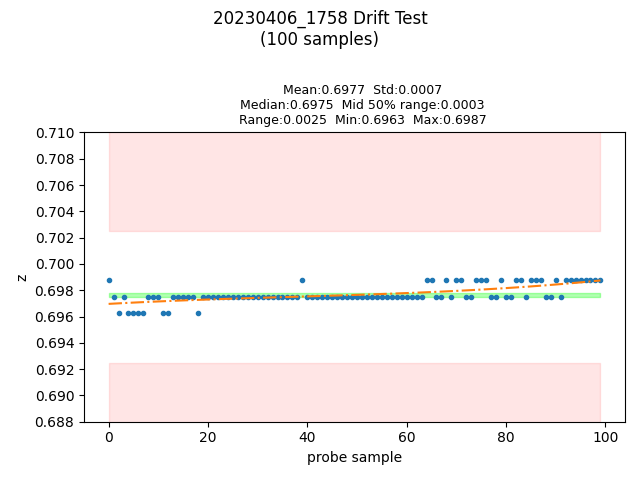 20230406_1758 Drift Test
(100 samples)
Mean:0.6977 Std:0.0007
Median:0.6975 Mid 50% range:0.0003
Range:0.0025 Min:0.6963 Max:0.6987
0.710
0.708
0.706
0.704
0.702
0.700
0.698
0.696
0.694
0.692
0.690
0.688
z
0 20 40 60 80 100
probe sample